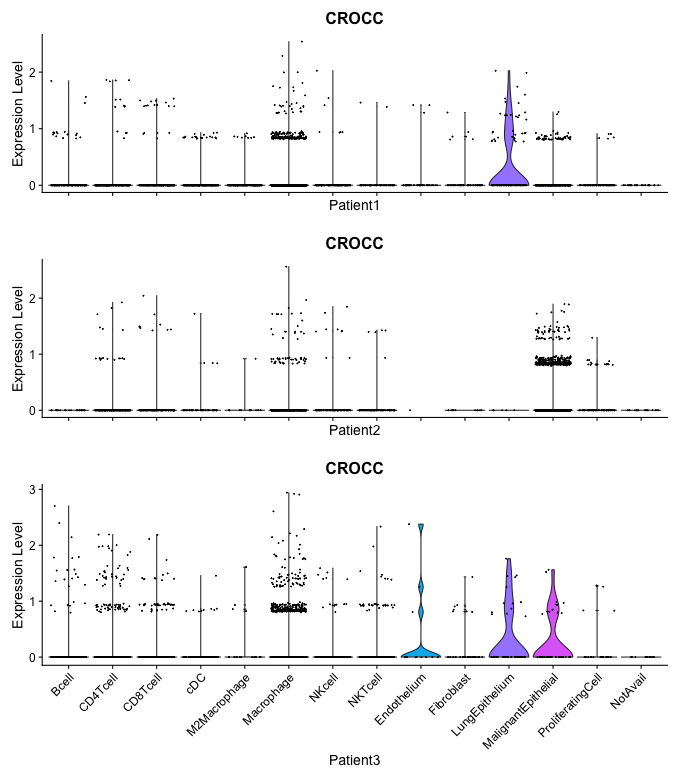 CROCC
Expression Level
2
1
0
Patient1
CROCC
Expression Level
2
1
0
Patient2
CROCC
Expression Level
3
2
1
0
Bcell
CD4Tcell
CD8Tcell
cDC
M2Macrophage
Macrophage
NKcell
NKTcell
Endothelium
Fibroblast
LungEpithelium
MalignantEpithelial
ProliferatingCell
NotAvail
Patient3